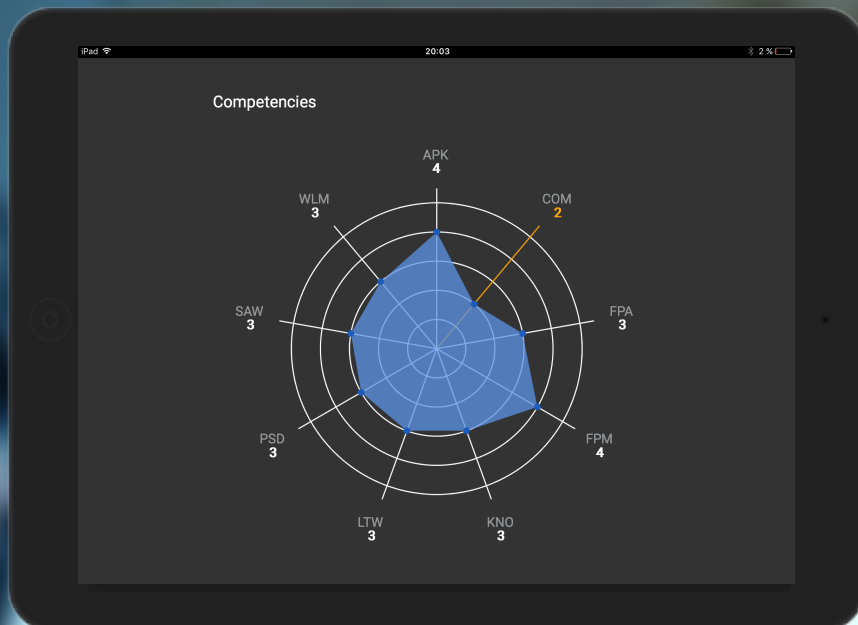 iPad 20:03 2 %
Competencies
APK
4
COM
2
WLM
3
FPA
3
SAW
3
FPM
4
PSD
3
KNO
3
LTW
3